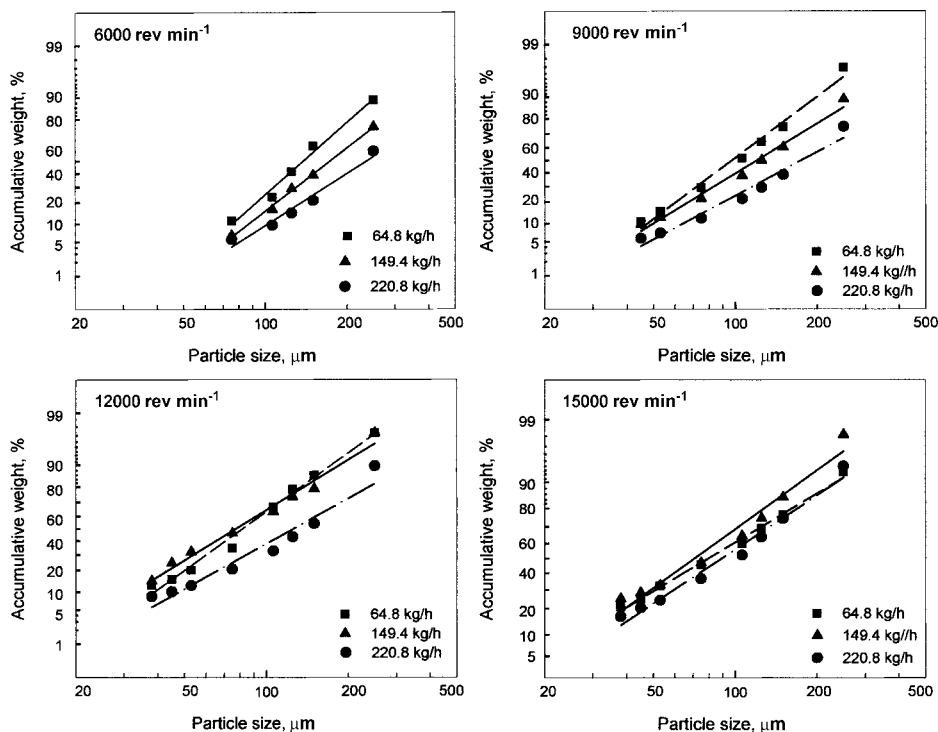 6000 rev min⁻¹
Accumulative weight, %
99
90
80
60
40
20
10
5
1
64.8 kg/h
149.4 kg/h
220.8 kg/h
20 50 100 200 500
Particle size, μm
9000 rev min⁻¹
Accumulative weight, %
99
90
80
60
40
20
10
5
1
64.8 kg/h
149.4 kg//h
220.8 kg/h
20 50 100 200 500
Particle size, μm
12000 rev min⁻¹
Accumulative weight, %
99
90
80
60
40
20
10
5
1
64.8 kg/h
149.4 kg/h
220.8 kg/h
20 50 100 200 500
Particle size, μm
15000 rev min⁻¹
Accumulative weight, %
99
90
80
60
40
20
10
5
64.8 kg/h
149.4 kg//h
220.8 kg/h
20 50 100 200 500
Particle size, μm